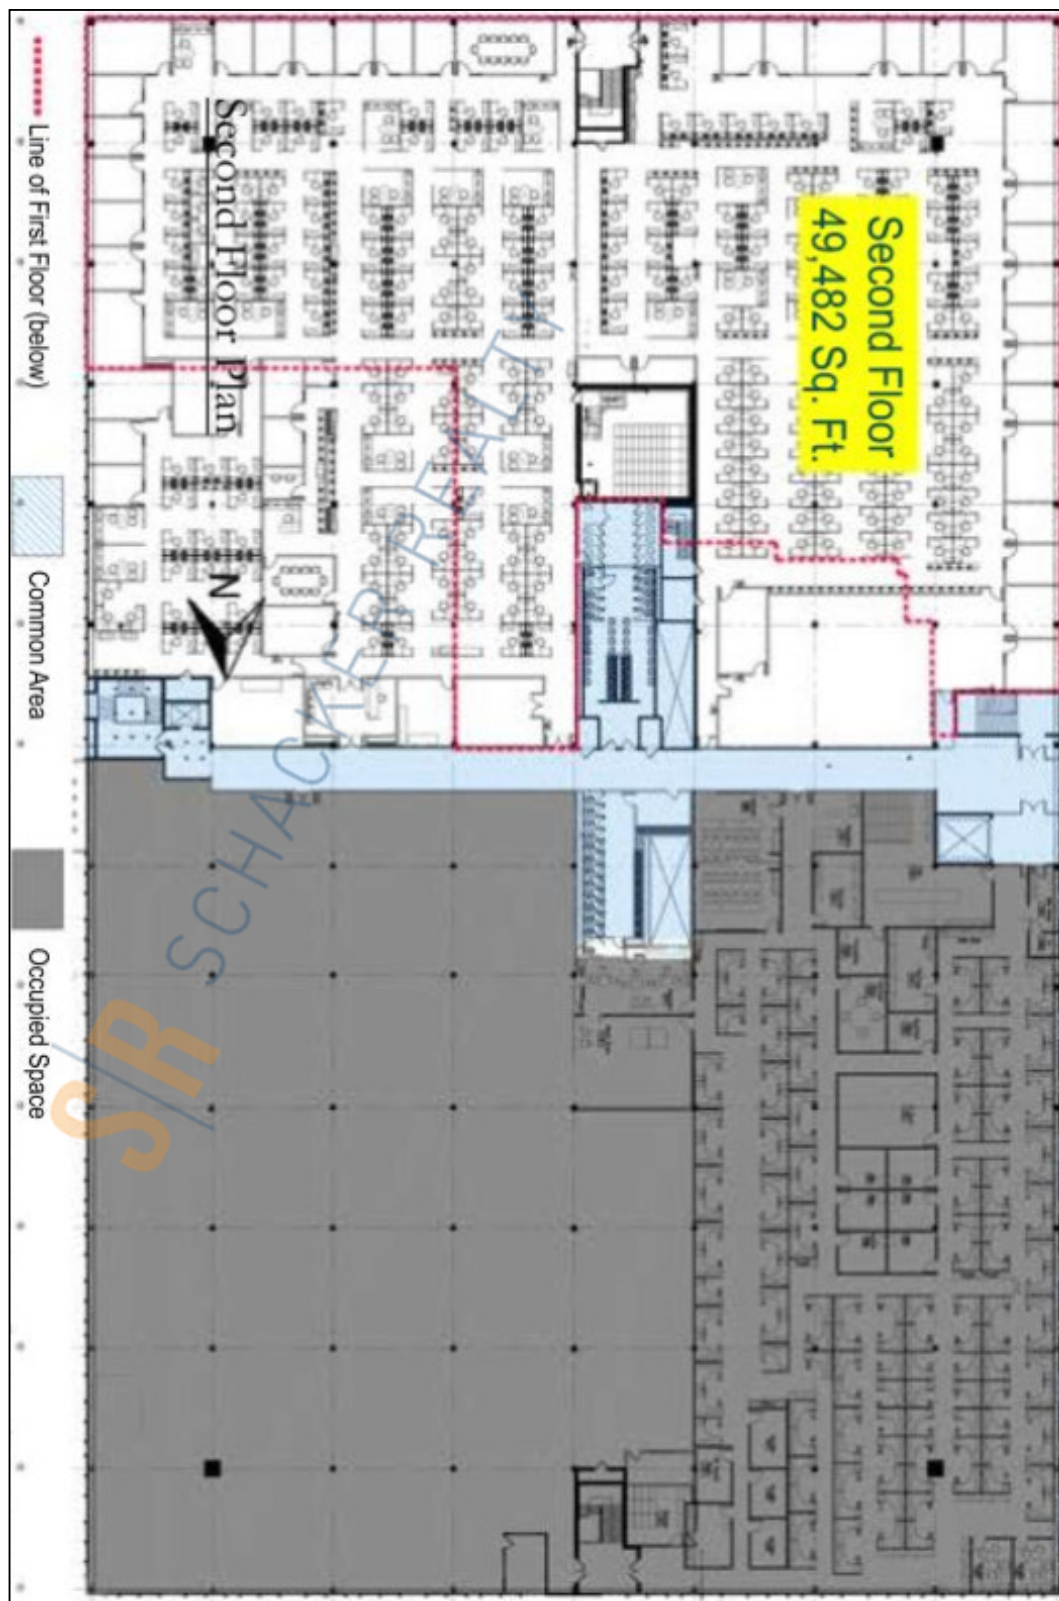 Second Floor
49,482 Sq. Ft.
Second Floor Plan
N
Line of First Floor (below)
Common Area
Occupied Space
SR SCHACKER REALTY